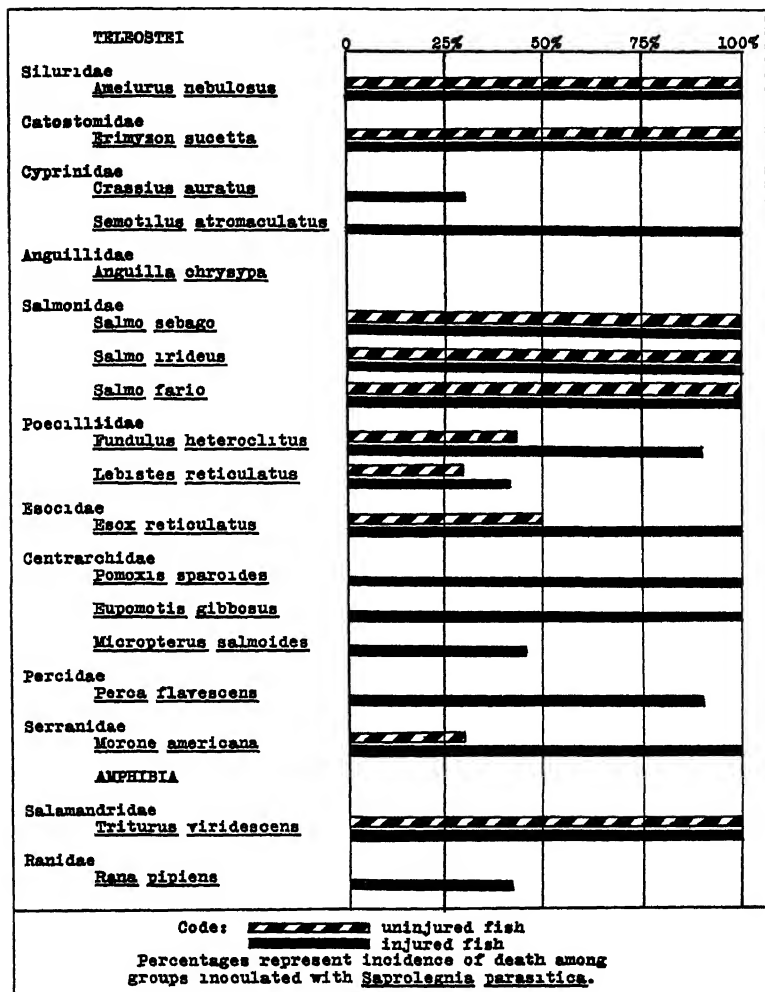 TELEOSTEI
0 25% 50% 75% 100%
Siluridae
Ameiurus nebulosus
Catostomidae
Erimyzon sucetta
Cyprinidae
Crassius auratus
Semotilus atromaculatus
Anguillidae
Anguilla chrysypa
Salmonidae
Salmo sebago
Salmo irideus
Salmo fario
Poecilliidae
Fundulus heteroclitus
Lebistes reticulatus
Esocidae
Esox reticulatus
Centrarchidae
Pomoxis sparoides
Eupomotis gibbosus
Micropterus salmoides
Percidae
Perca flavescens
Serranidae
Morone americana
AMPHIBIA
Salamandridae
Triturus viridescens
Ranidae
Rana pipiens
Code: uninjured fish
injured fish
Percentages represent incidence of death among
groups inoculated with Saprolegnia parasitica.